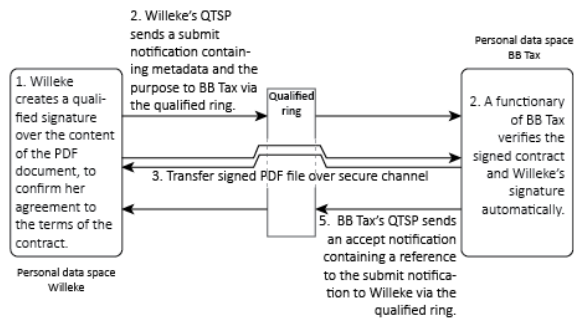 2. Willeke's QTSP
sends a submit
notification contain-
ing metadata and the
purpose to BB Tax via
the qualified ring.
Personal data space
BB Tax
1. Willeke
creates a quali-
fied signature
over the content
of the PDF
document, to
confirm her
agreement to
the terms of the
contract.
Qualified
ring
2. A functionary
of BB Tax
verifies the
signed contract
and Willeke's
signature
automatically.
3. Transfer signed PDF file over secure channel
Personal data space
Willeke
5.  BB Tax's QTSP sends
an accept notification
containing a reference
to the submit notifica-
tion to Willeke via the
qualified ring.